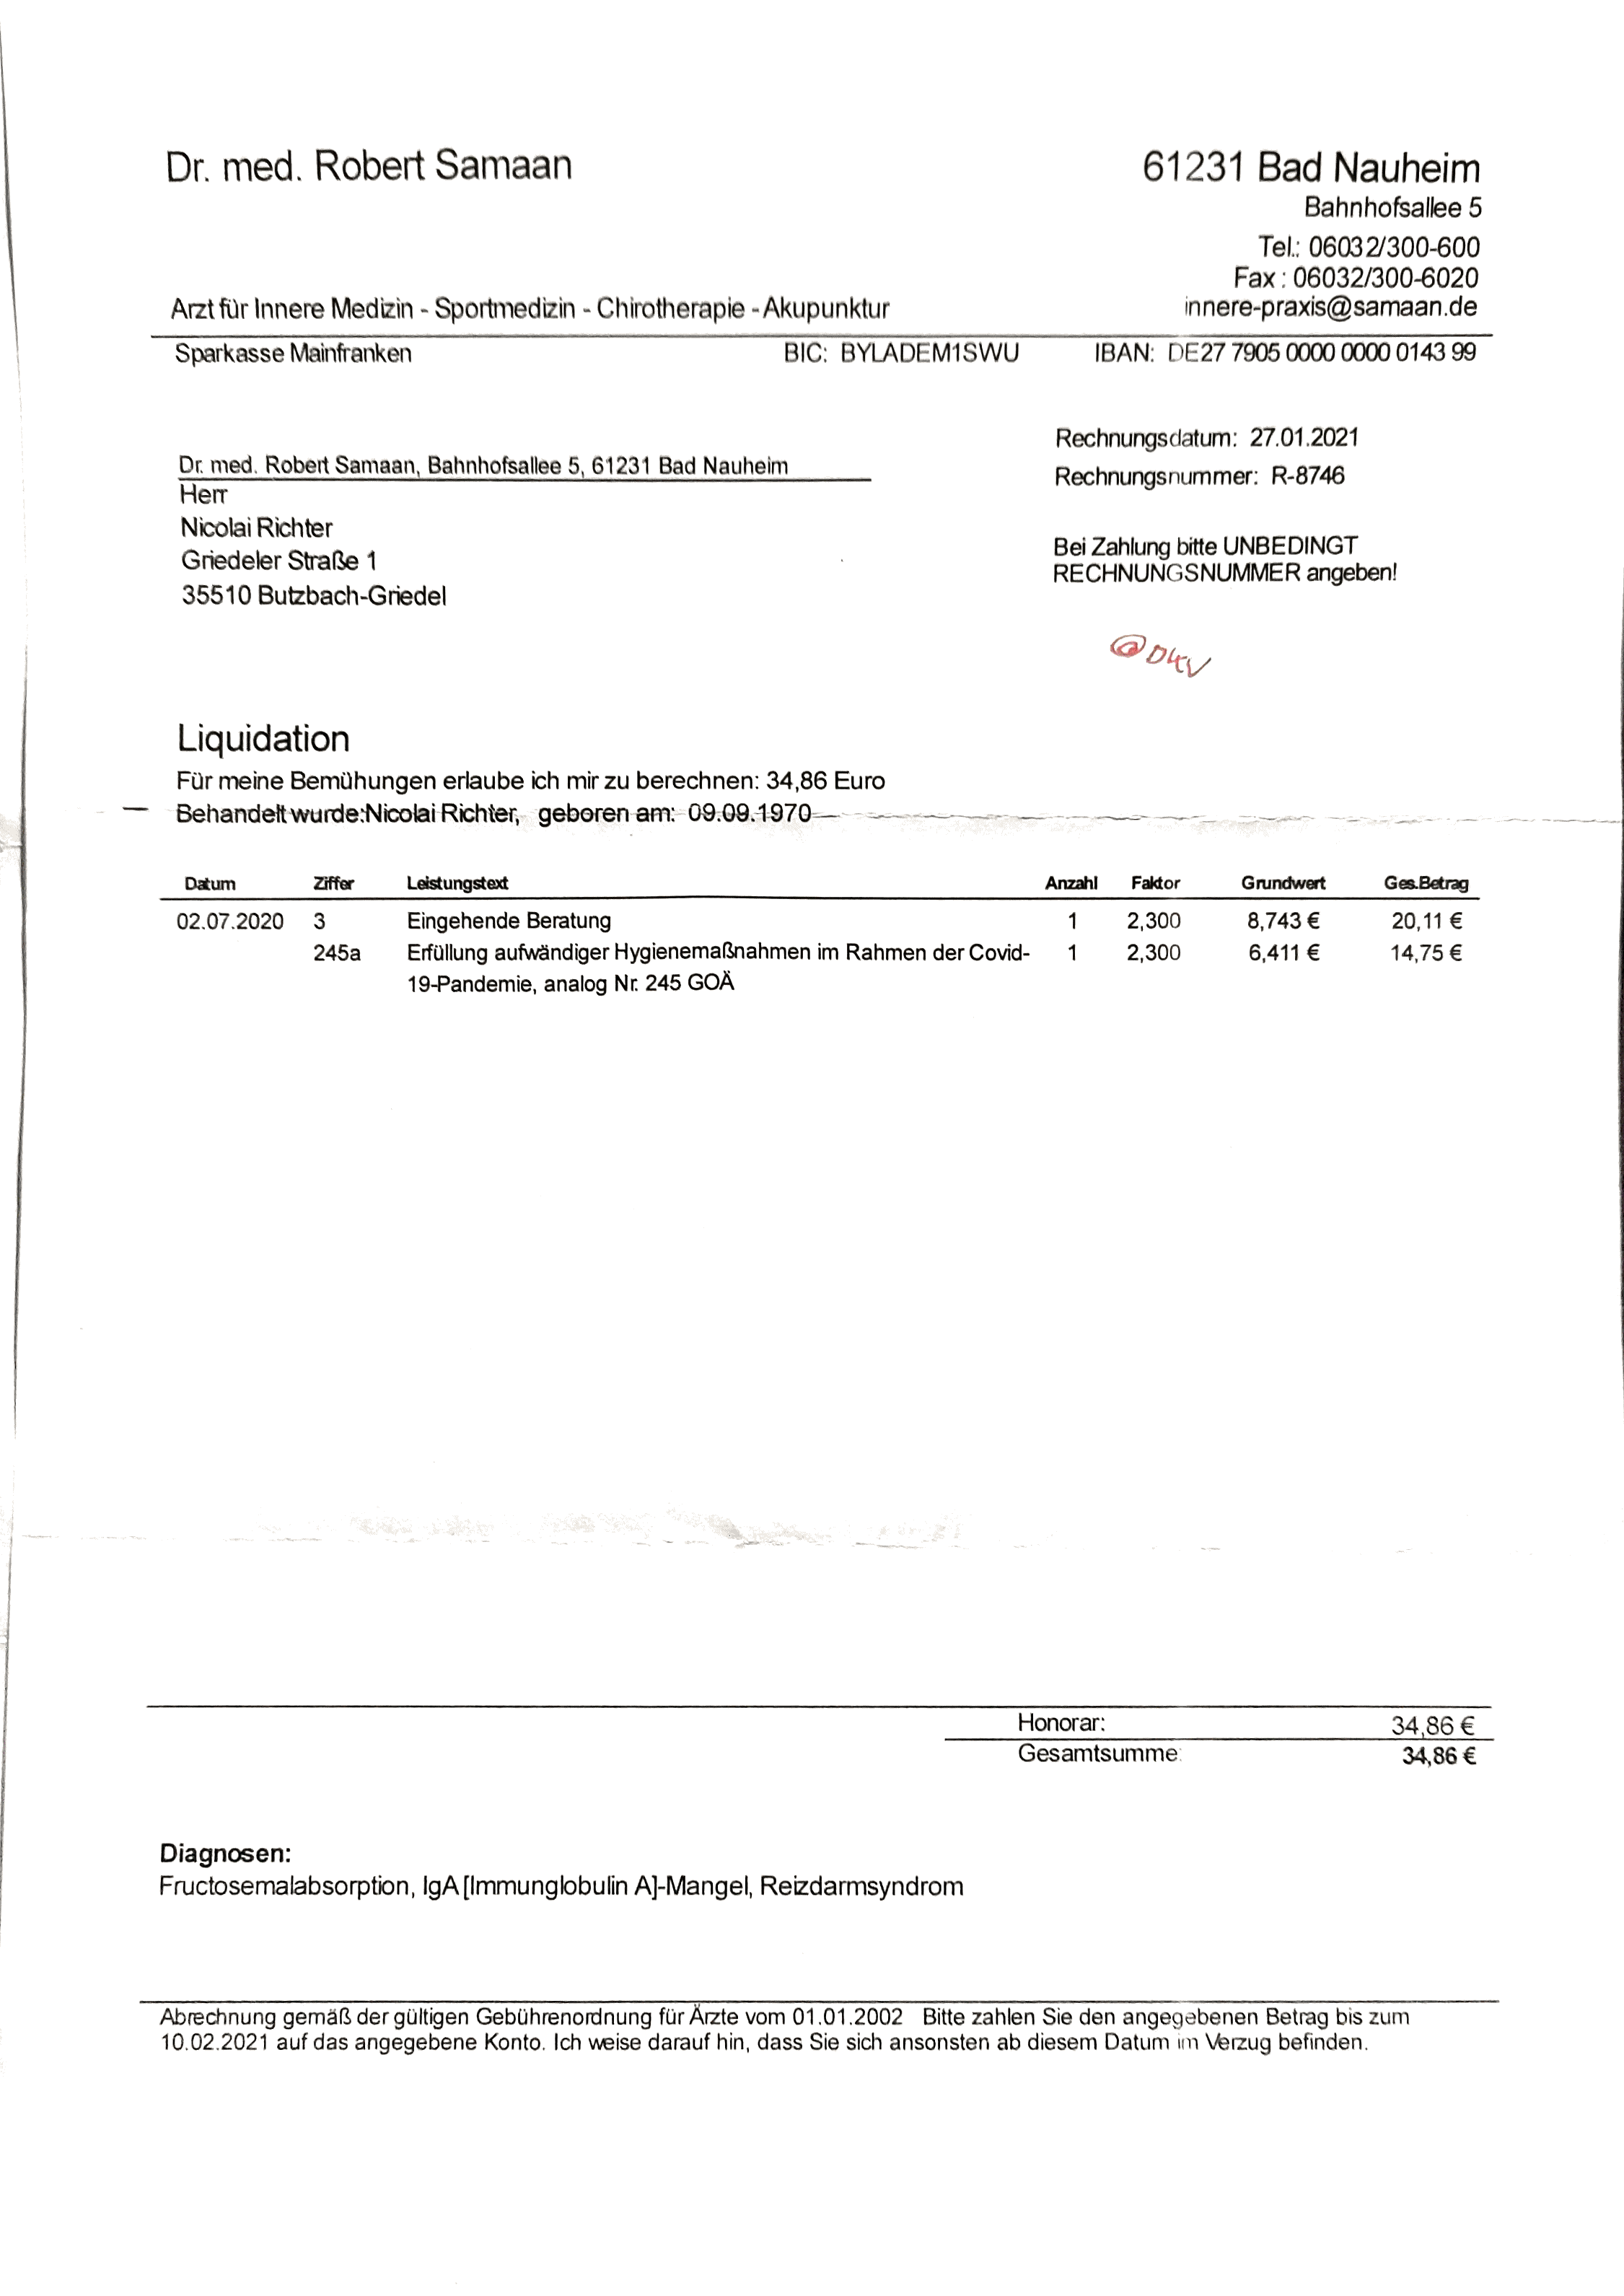 Dr. med. Robert Samaan
61231 Bad Nauheim
Bahnhofsallee 5
Tel.: 06032/300-600
Fax : 06032/300-6020
Arzt für Innere Medizin - Sportmedizin - Chirotherapie - Akupunktur
innere-praxis@samaan.de
Sparkasse Mainfranken BIC: BYLADEM1SWU IBAN: DE27 7905 0000 0000 0143 99
Rechnungsdatum: 27.01.2021
Rechnungsnummer: R-8746
Dr. med. Robert Samaan, Bahnhofsallee 5, 61231 Bad Nauheim
Herr
Nicolai Richter
Griedeler Straße 1
35510 Butzbach-Griedel
Bei Zahlung bitte UNBEDINGT
RECHNUNGSNUMMER angeben!
@DKV
Liquidation
Für meine Bemühungen erlaube ich mir zu berechnen: 34,86 Euro
Behandelt wurde:Nicolai Richter, geboren am: 09.09.1970
Datum Ziffer Leistungstext Anzahl Faktor Grundwert Ges.Betrag
02.07.2020 3 Eingehende Beratung 1 2,300 8,743 € 20,11 €
245a Erfüllung aufwändiger Hygienemaßnahmen im Rahmen der Covid- 1 2,300 6,411 € 14,75 €
19-Pandemie, analog Nr. 245 GOÄ
Honorar: 34,86 €
Gesamtsumme: 34,86 €
Diagnosen:
Fructosemalabsorption, IgA [Immunglobulin A]-Mangel, Reizdarmsyndrom
Abrechnung gemäß der gültigen Gebührenordnung für Ärzte vom 01.01.2002 Bitte zahlen Sie den angegebenen Betrag bis zum
10.02.2021 auf das angegebene Konto. Ich weise darauf hin, dass Sie sich ansonsten ab diesem Datum im Verzug befinden.